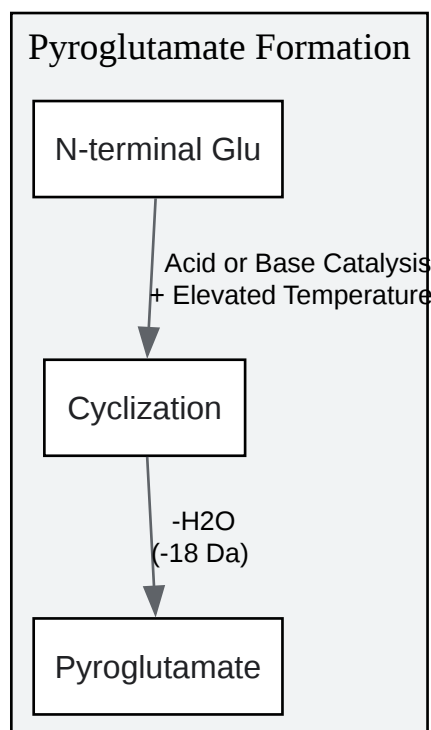 Pyroglutamate Formation
N-terminal Glu
Acid or Base Catalysis
+ Elevated Temperature
Cyclization
-H2O
(-18 Da)
Pyroglutamate